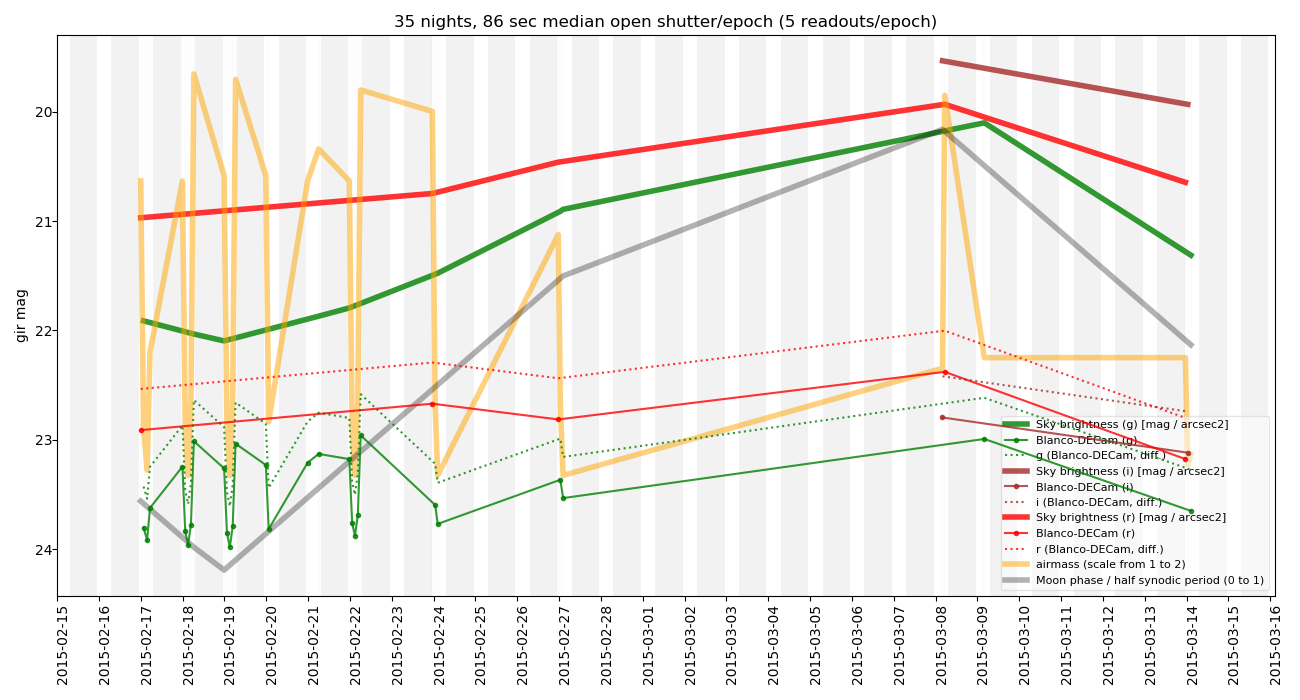 35 nights, 86 sec median open shutter/epoch (5 readouts/epoch)
gir mag
20
21
22
23
24
Sky brightness (g) [mag / arcsec2]
Blanco-DECam (g)
g (Blanco-DECam, diff.)
Sky brightness (i) [mag / arcsec2]
Blanco-DECam (i)
i (Blanco-DECam, diff.)
Sky brightness (r) [mag / arcsec2]
Blanco-DECam (r)
r (Blanco-DECam, diff.)
airmass (scale from 1 to 2)
Moon phase / half synodic period (0 to 1)
2015-02-15
2015-02-16
2015-02-17
2015-02-18
2015-02-19
2015-02-20
2015-02-21
2015-02-22
2015-02-23
2015-02-24
2015-02-25
2015-02-26
2015-02-27
2015-02-28
2015-03-01
2015-03-02
2015-03-03
2015-03-04
2015-03-05
2015-03-06
2015-03-07
2015-03-08
2015-03-09
2015-03-10
2015-03-11
2015-03-12
2015-03-13
2015-03-14
2015-03-15
2015-03-16